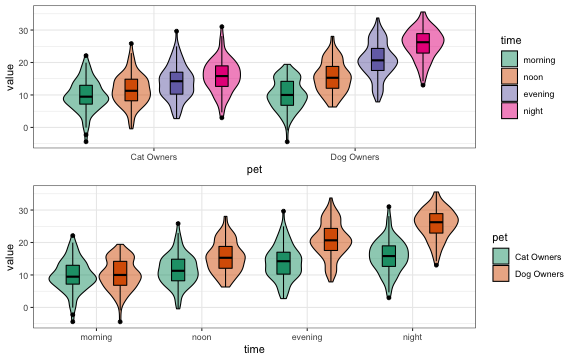 value
30
20
10
0
Cat Owners Dog Owners
pet
time
morning
noon
evening
night
value
30
20
10
0
morning noon evening night
time
pet
Cat Owners
Dog Owners